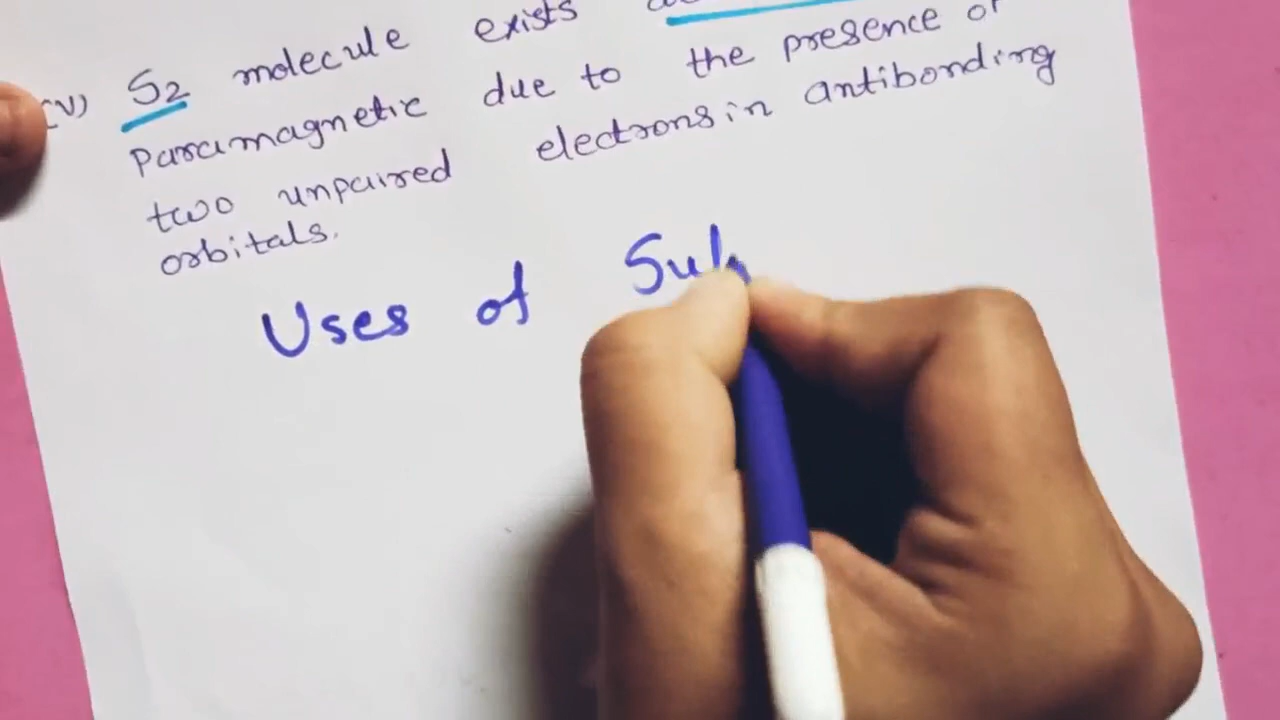 (v) S2 molecule exists
paramagnetic due to the presence of
two unpaired electrons in antibonding
orbitals.
Uses of Sul